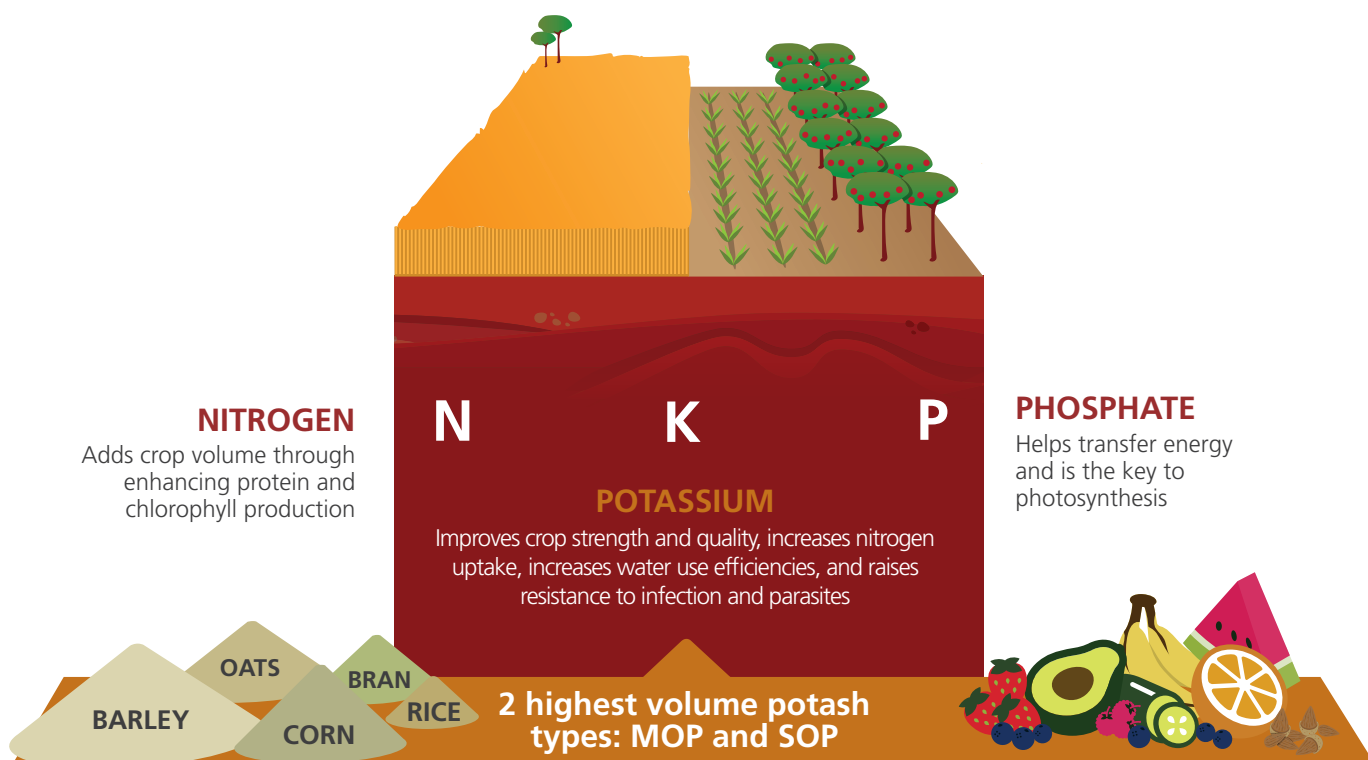 N
K
P
NITROGEN
Adds crop volume through
enhancing protein and
chlorophyll production
POTASSIUM
Improves crop strength and quality, increases nitrogen
uptake, increases water use efficiencies, and raises
resistance to infection and parasites
PHOSPHATE
Helps transfer energy
and is the key to
photosynthesis
OATS
BRAN
BARLEY
RICE
CORN
2 highest volume potash
types: MOP and SOP